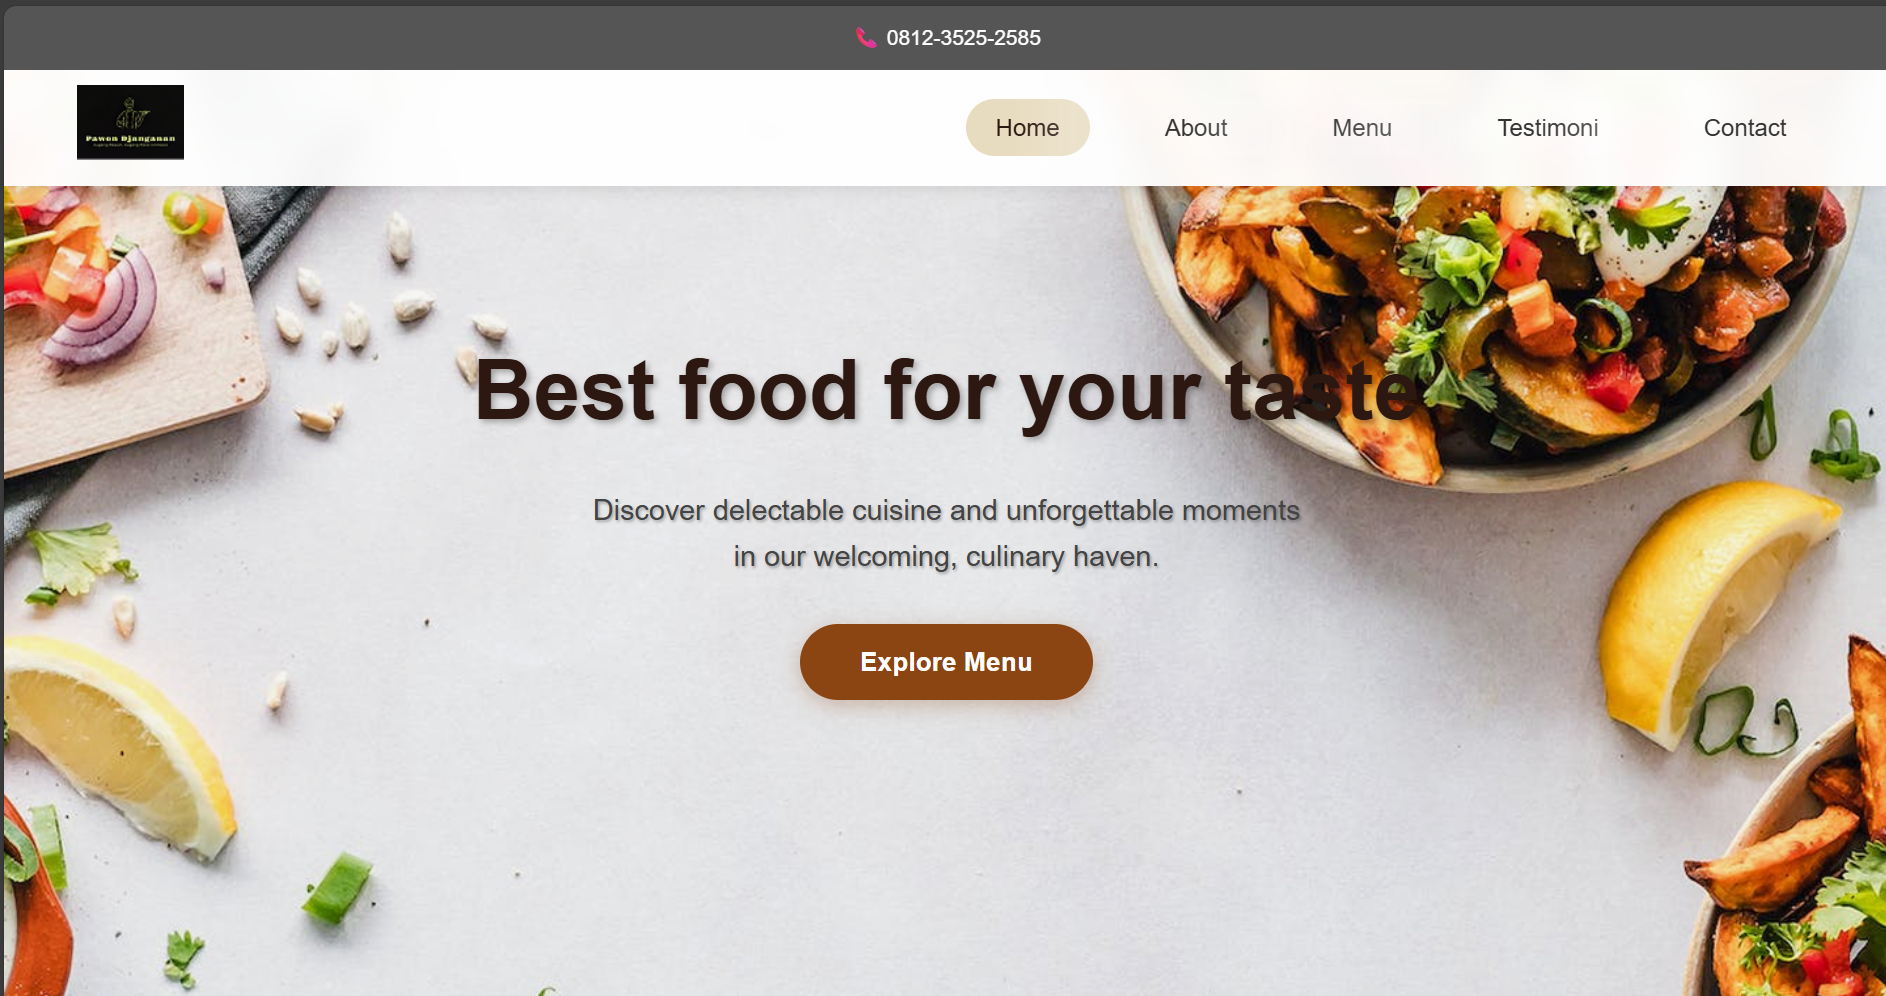 0812-3525-2585
Pawon Djanganan
Home
About
Menu
Testimoni
Contact
Best food for your taste
Discover delectable cuisine and unforgettable moments
in our welcoming, culinary haven.
Explore Menu